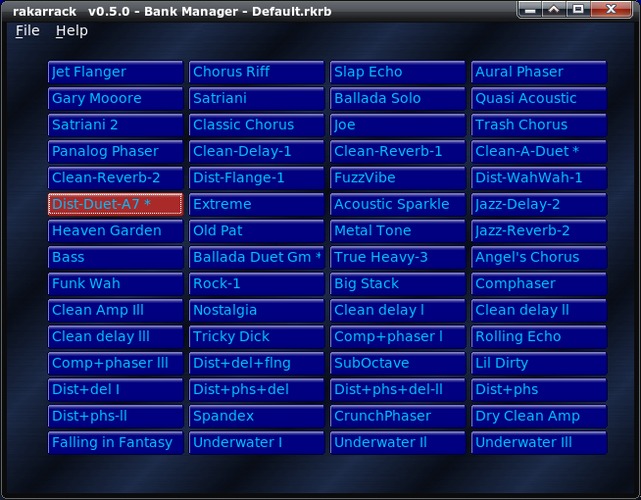 rakarrack v0.5.0 - Bank Manager - Default.rkrb
File Help
Jet Flanger Chorus Riff Slap Echo Aural Phaser
Gary Mooore Satriani Ballada Solo Quasi Acoustic
Satriani 2 Classic Chorus Joe Trash Chorus
Panalog Phaser Clean-Delay-1 Clean-Reverb-1 Clean-A-Duet *
Clean-Reverb-2 Dist-Flange-1 FuzzVibe Dist-WahWah-1
Dist-Duet-A7 * Extreme Acoustic Sparkle Jazz-Delay-2
Heaven Garden Old Pat Metal Tone Jazz-Reverb-2
Bass Ballada Duet Gm * True Heavy-3 Angel's Chorus
Funk Wah Rock-1 Big Stack Comphaser
Clean Amp Ill Nostalgia Clean delay l Clean delay ll
Clean delay lll Tricky Dick Comp+phaser l Rolling Echo
Comp+phaser lll Dist+del+flng SubOctave Lil Dirty
Dist+del I Dist+phs+del Dist+phs+del-ll Dist+phs
Dist+phs-ll Spandex CrunchPhaser Dry Clean Amp
Falling in Fantasy Underwater I Underwater Il Underwater Ill